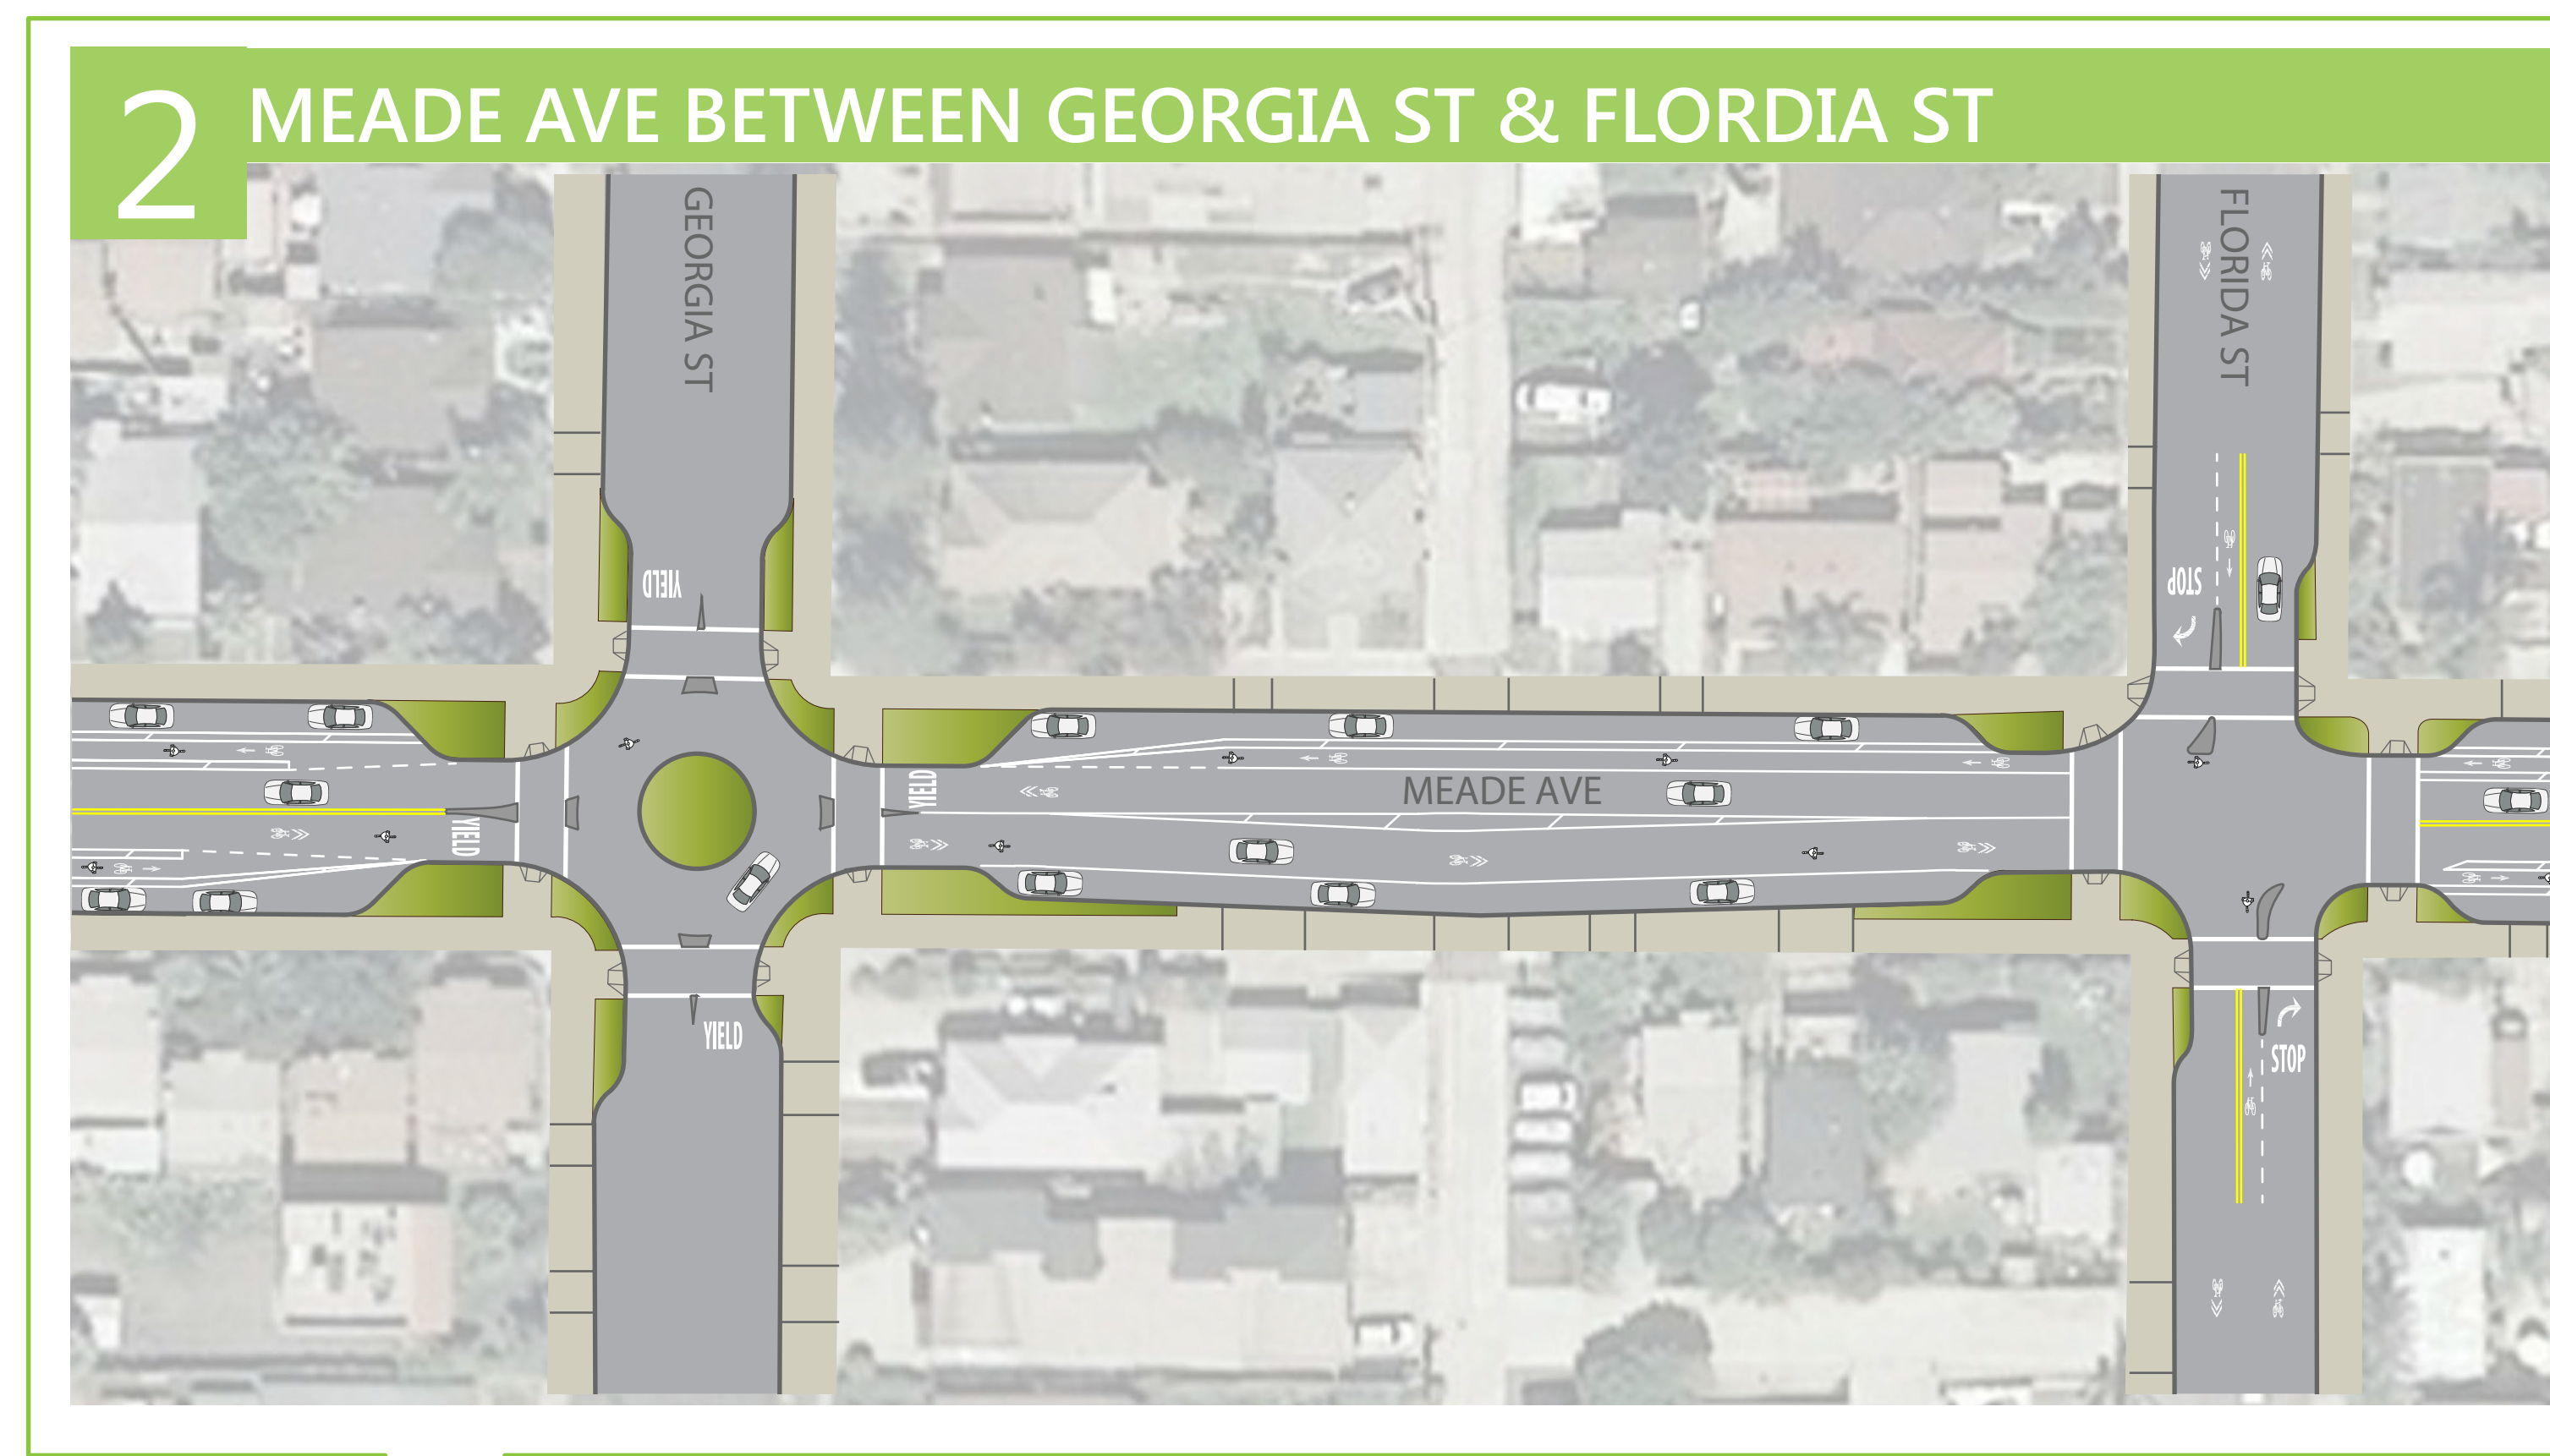 2
MEADE AVE BETWEEN GEORGIA ST & FLORDIA ST
GEORGIA ST
FLORIDA ST
YIELD
STOP
YIELD
MEADE AVE
YIELD
YIELD
STOP